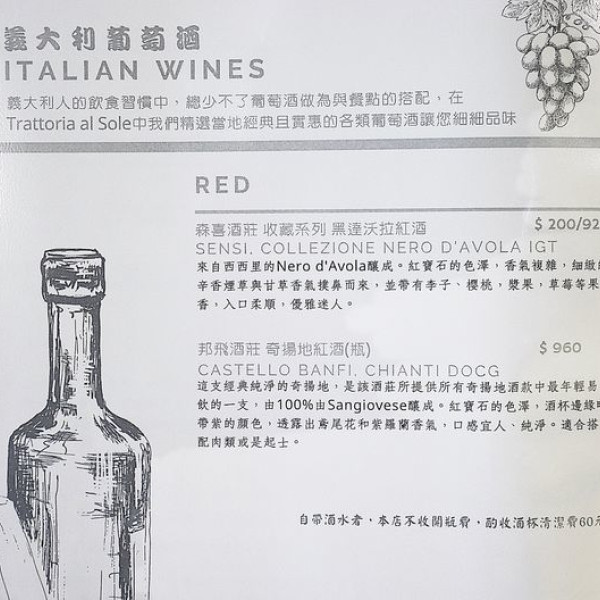 義大利葡萄酒
ITALIAN WINES
義大利人的飲食習慣中，總少不了葡萄酒做為與餐點的搭配，在
Trattoria al Sole中我們精選當地經典且實惠的各類葡萄酒讓您細細品味
RED
森喜酒莊 收藏系列 黑達沃拉紅酒 $ 200/92
SENSI, COLLEZIONE NERO D'AVOLA IGT
來自西西里的Nero d'Avola釀成。紅寶石的色澤，香氣複雜，細緻
辛香煙草與甘草香氣撲鼻而來，並帶有李子、櫻桃，漿果，草莓等果
香，入口柔順，優雅迷人。
邦飛酒莊 奇揚地紅酒(瓶) $ 960
CASTELLO BANFI, CHIANTI DOCG
這支經典純淨的奇揚地，是該酒莊所提供所有奇揚地酒款中最年輕易
飲的一支，由100%由Sangiovese釀成。紅寶石的色澤，酒杯邊緣
帶紫的顏色，透露出鳶尾花和紫羅蘭香氣，口感宜人、純淨。適合搭
配肉類或是起士。
自帶酒水者，本店不收開瓶費，酌收酒杯清潔費60元